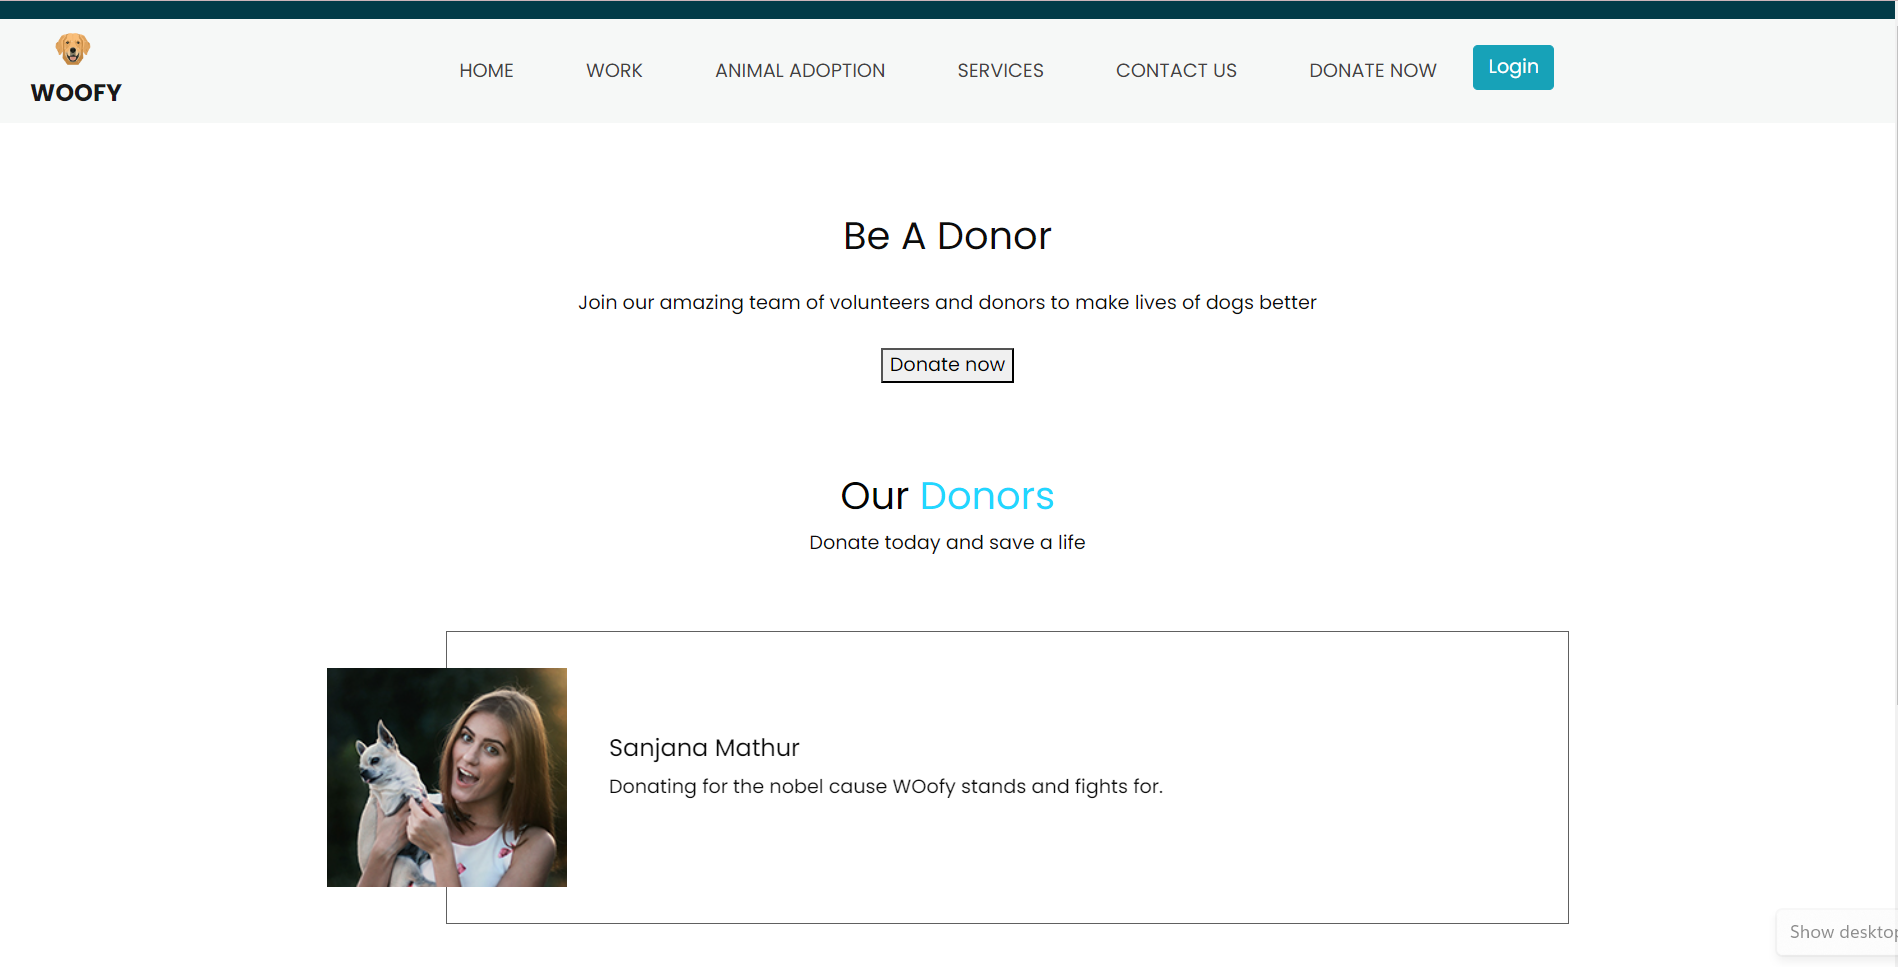 WOOFY
HOME WORK ANIMAL ADOPTION SERVICES CONTACT US DONATE NOW Login
Be A Donor
Join our amazing team of volunteers and donors to make lives of dogs better
Donate now
Our Donors
Donate today and save a life
Sanjana Mathur
Donating for the nobel cause WOofy stands and fights for.
Show desktop